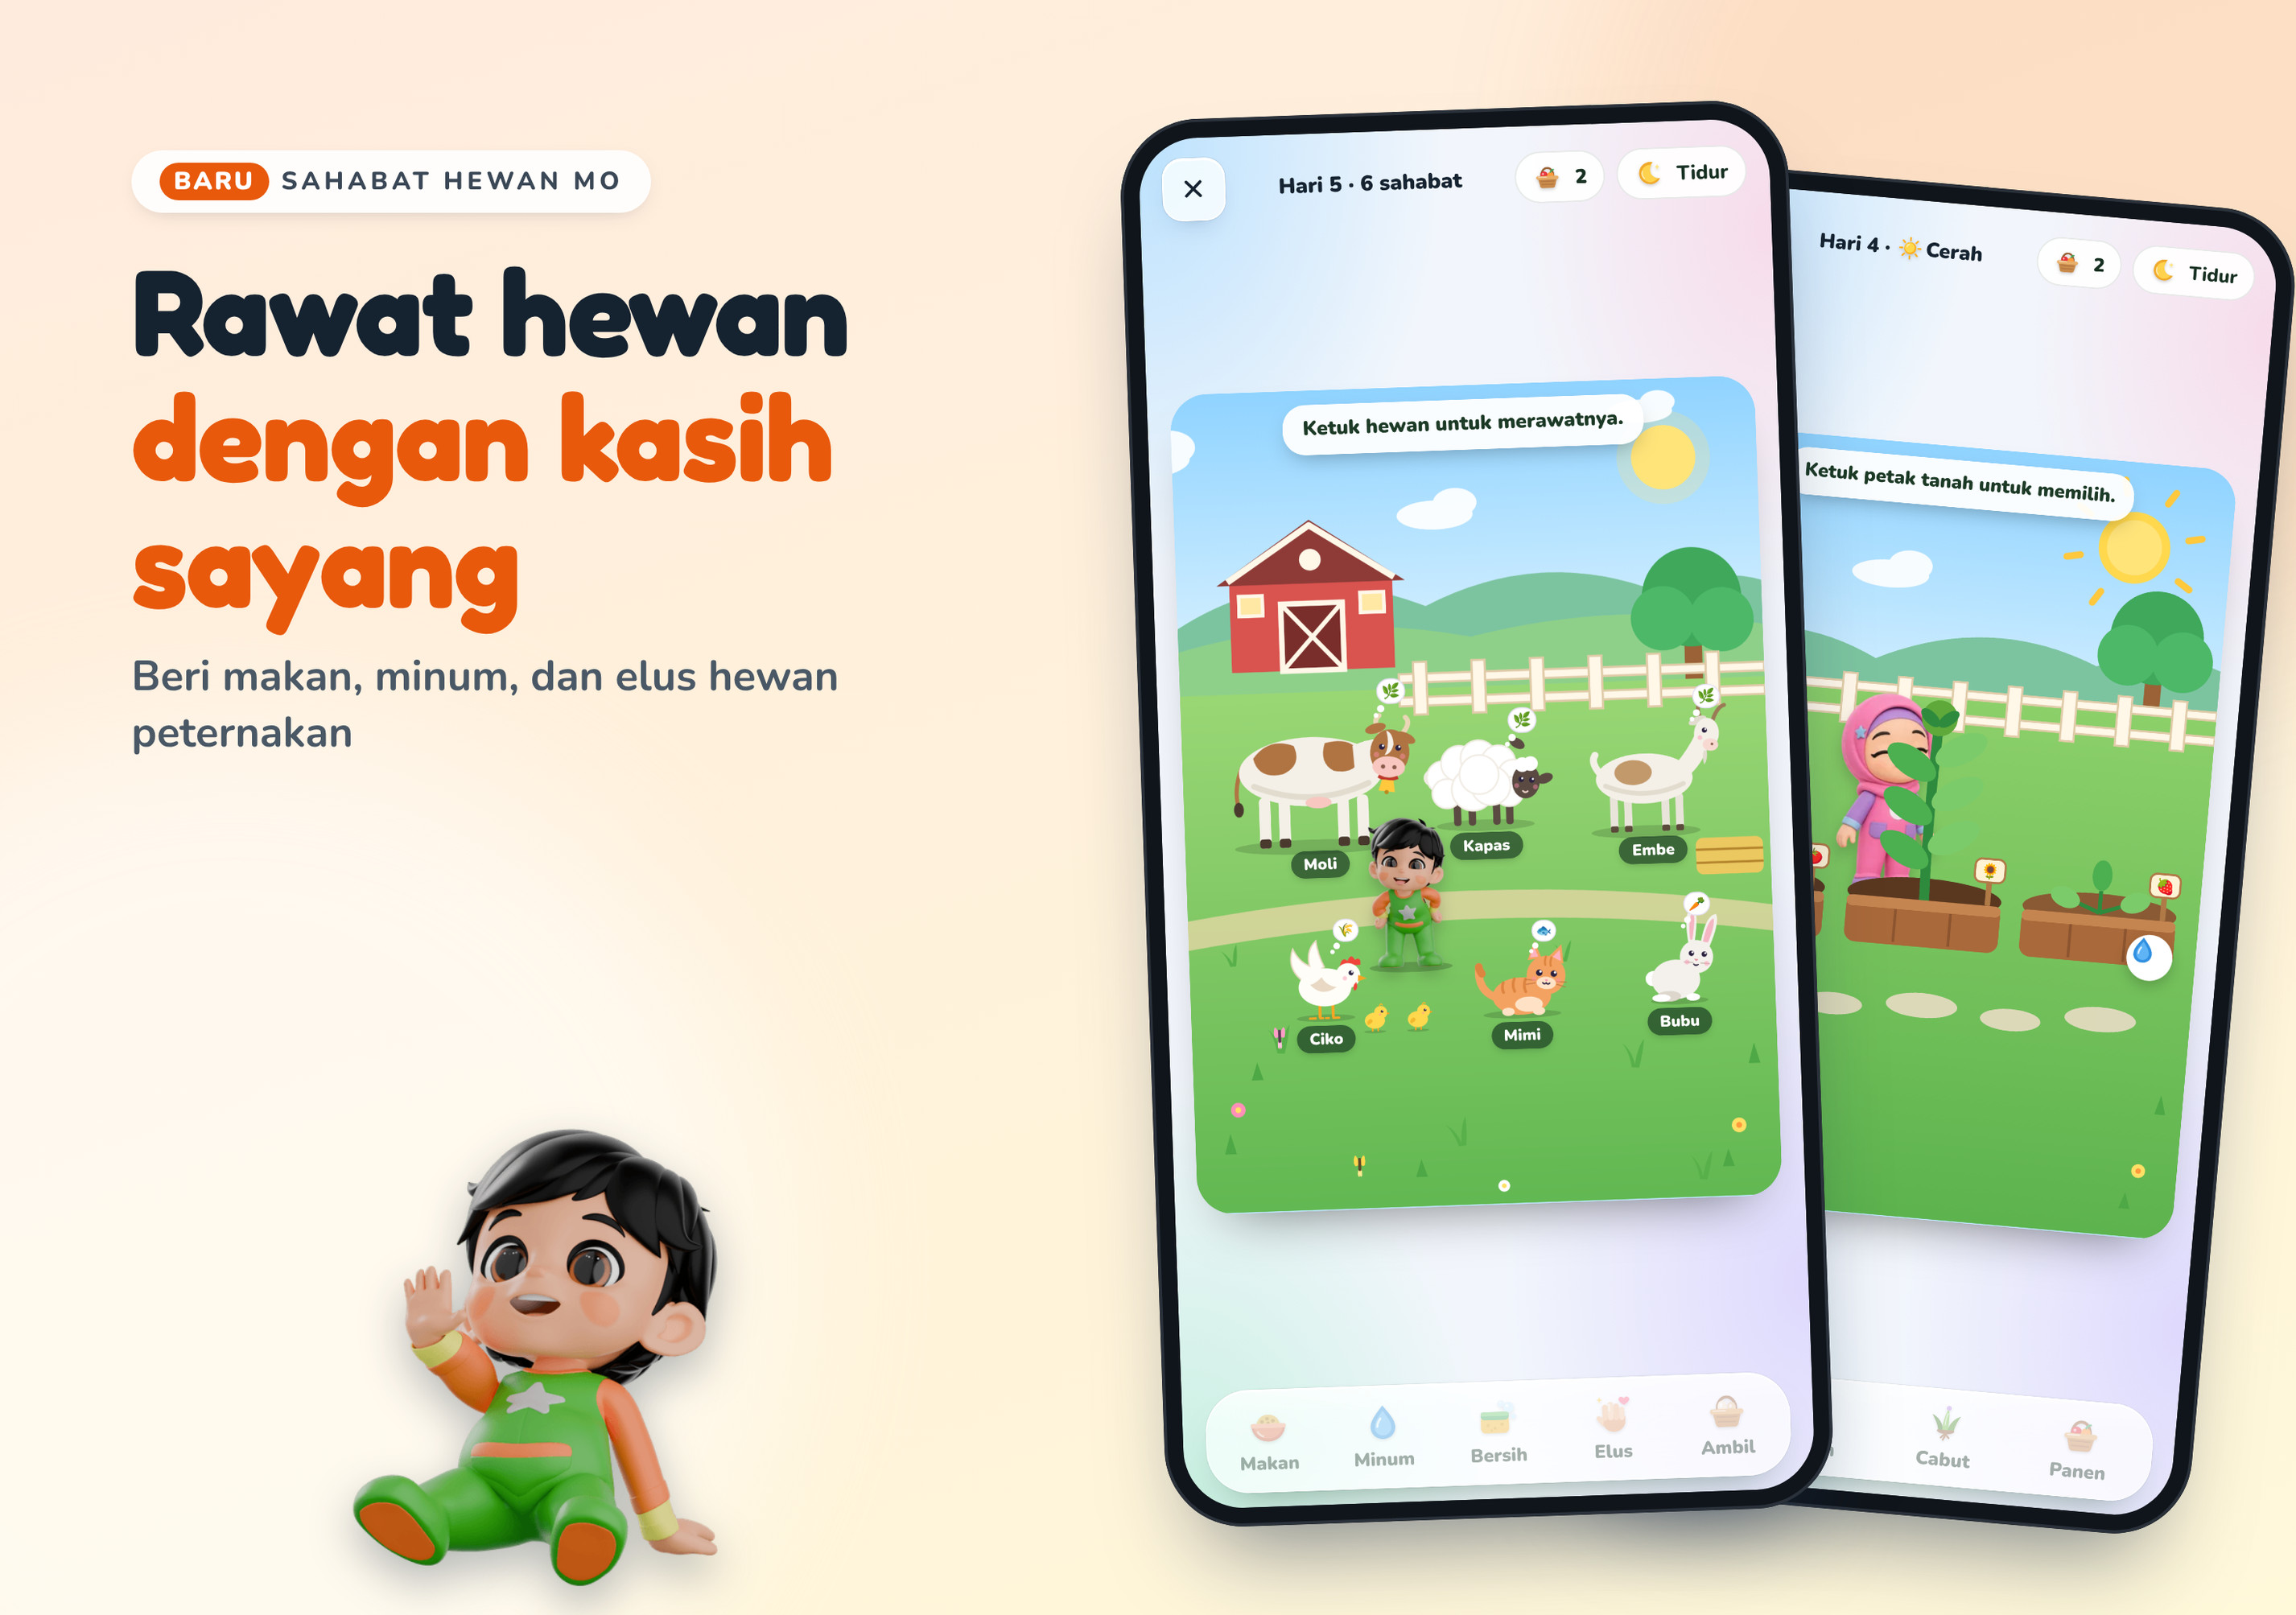 BARU SAHABAT HEWAN MO
Rawat hewan
dengan kasih
sayang
Beri makan, minum, dan elus hewan
peternakan
Hari 5 · 6 sahabat
2
Tidur
Ketuk hewan untuk merawatnya.
Moli
Kapas
Embe
Ciko
Mimi
Bubu
Makan
Minum
Bersih
Elus
Ambil
Hari 4 · Cerah
2
Tidur
Ketuk petak tanah untuk memilih.
Cabut
Panen